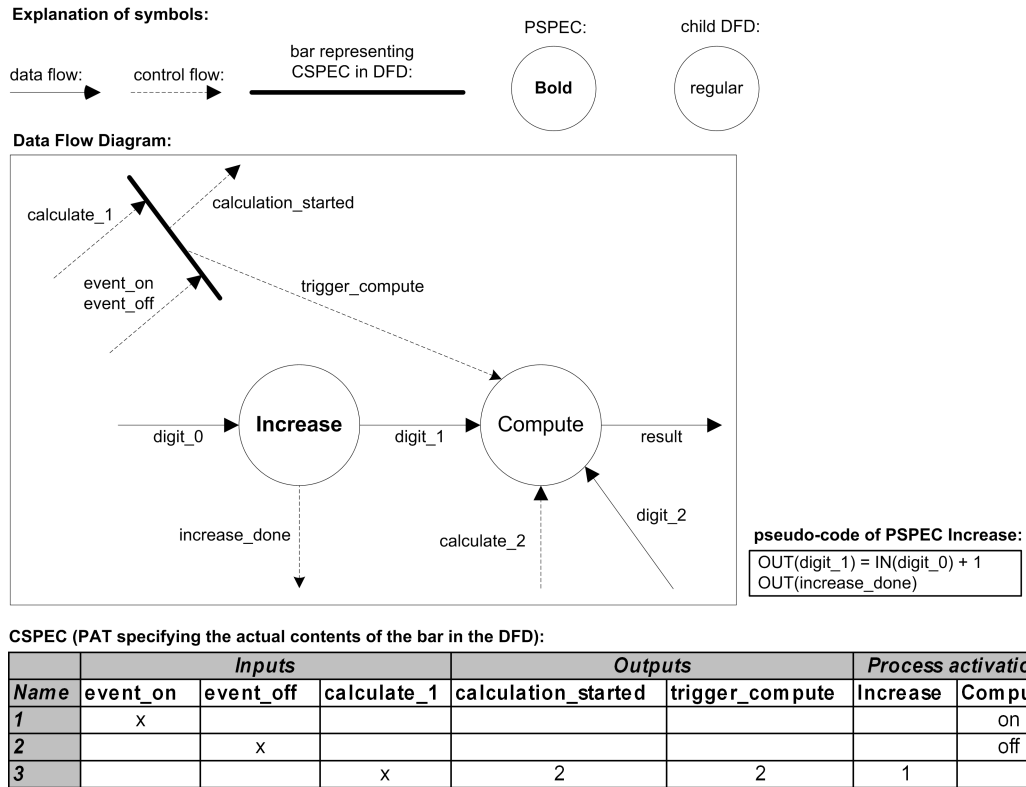 Explanation of symbols:
data flow:
control flow:
bar representing
CSPEC in DFD:
PSPEC:
Bold
child DFD:
regular
Data Flow Diagram:
calculate_1
calculation_started
event_on
event_off
trigger_compute
digit_0
Increase
digit_1
Compute
result
increase_done
calculate_2
digit_2
pseudo-code of PSPEC Increase:
OUT(digit_1) = IN(digit_0) + 1
OUT(increase_done)
CSPEC (PAT specifying the actual contents of the bar in the DFD):
Inputs Outputs Process activatio
Name event_on event_off calculate_1 calculation_started trigger_compute Increase Compu
1 x on
2 x off
3 x 2 2 1